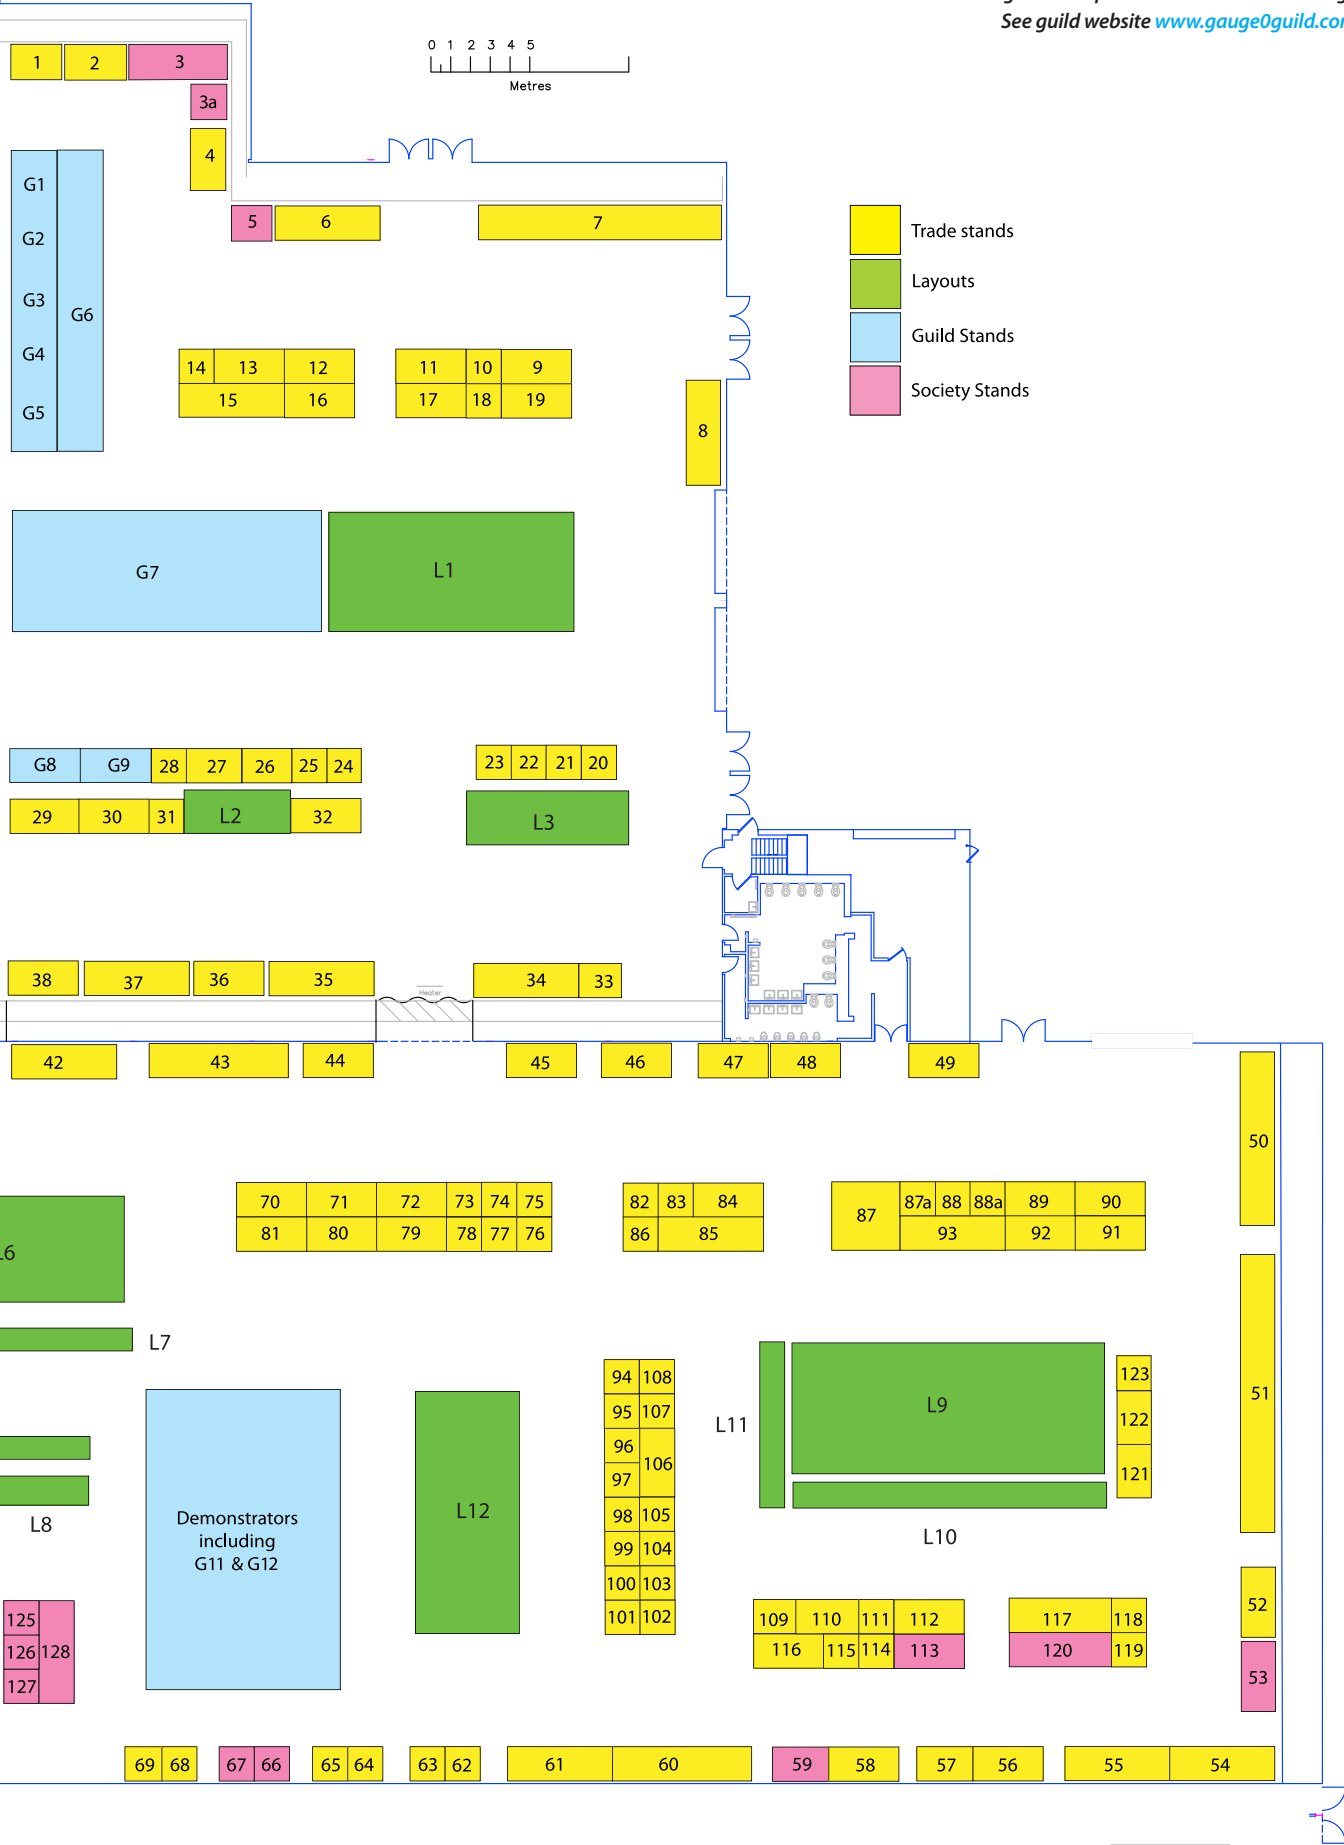 See guild website www.gauge0guild.co
0 1 2 3 4 5
Metres
1 2 3
3a
4
5 6 7
G1
G2
G3
G4
G5
G6
Trade stands
Layouts
Guild Stands
Society Stands
14 13 12 11 10 9
15 16 17 18 19
8
G7 L1
G8 G9 28 27 26 25 24 23 22 21 20
29 30 31 L2 32 L3
38 37 36 35 34 33
Heater
42 43 44 45 46 47 48 49
50
70 71 72 73 74 75 82 83 84 87 87a 88 88a 89 90
81 80 79 78 77 76 86 85 93 92 91
L6
L7
94 108
95 107
96 106
97
98 105
99 104
100 103
101 102
L11 L9
123
122
121
51
L10
L12
L8
Demonstrators
including
G11 & G12
125
126
127
128
109 110 111 112 117 118
116 115 114 113 120 119
52
53
69 68 67 66 65 64 63 62 61 60 59 58 57 56 55 54